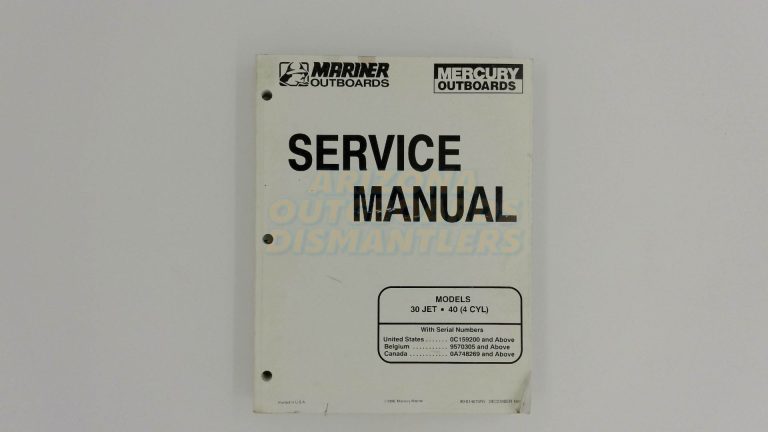 MARINER
OUTBOARDS
MERCURY
OUTBOARDS
SERVICE
MANUAL
ARIZONA
OUTBOARDS
DISMANTLERS
MODELS
30 JET • 40 (4 CYL)
With Serial Numbers
United States . . . . . . . 0C159200 and Above
Belgium . . . . . . . . . . . 9570305 and Above
Canada . . . . . . . . . . . . 0A748269 and Above
Printed in U.S.A.
Mercury Marine